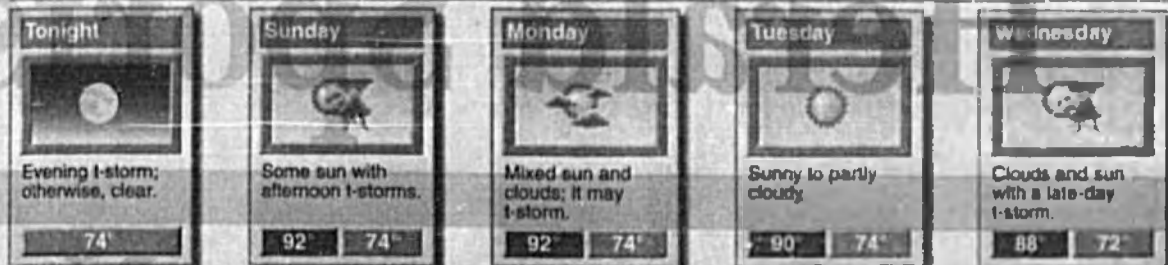 Tonight
Evening t-storm;
otherwise, clear.
74°
Sunday
Some sun with
afternoon t-storms.
92° 74°
Monday
Mixed sun and
clouds; it may
t-storm.
92° 74°
Tuesday
Sunny to partly
cloudy.
90° 74°
Wednesday
Clouds and sun
with a late-day
t-storm.
88° 72°